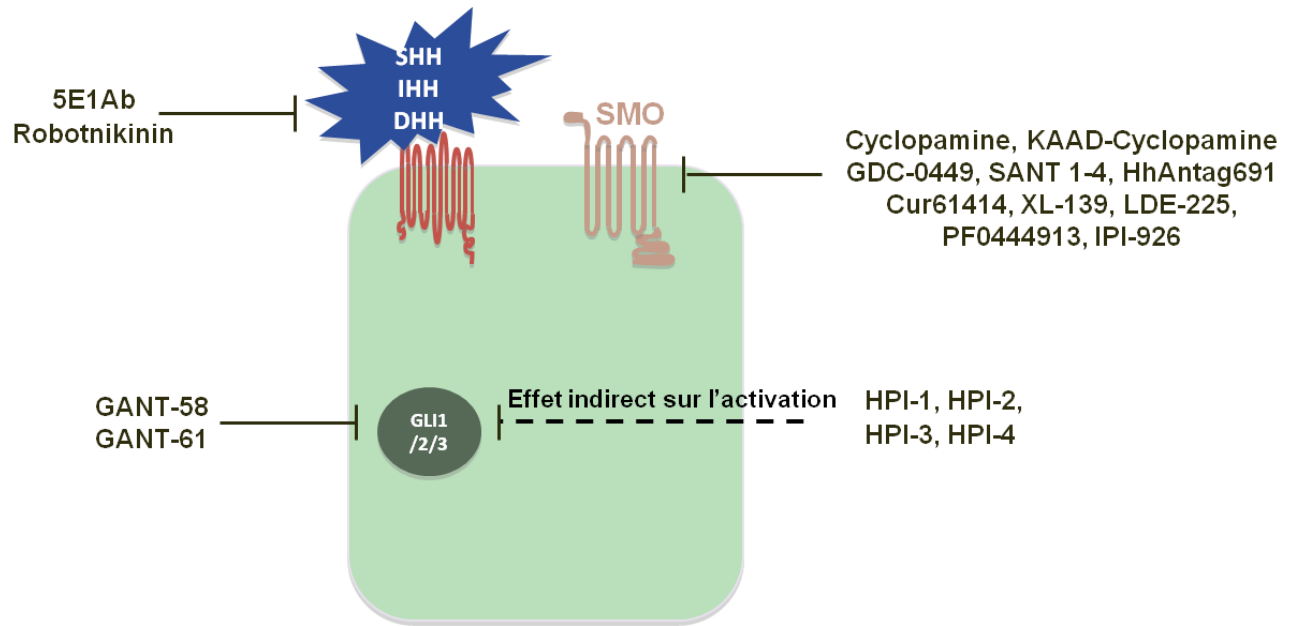 SHH
IHH
DHH
5E1Ab
Robotnikinin
SMO
Cyclopamine, KAAD-Cyclopamine
GDC-0449, SANT 1-4, HhAntag691
Cur61414, XL-139, LDE-225,
PF0444913, IPI-926
GANT-58
GANT-61
GLI1
/2/3
Effet indirect sur l'activation
HPI-1, HPI-2,
HPI-3, HPI-4